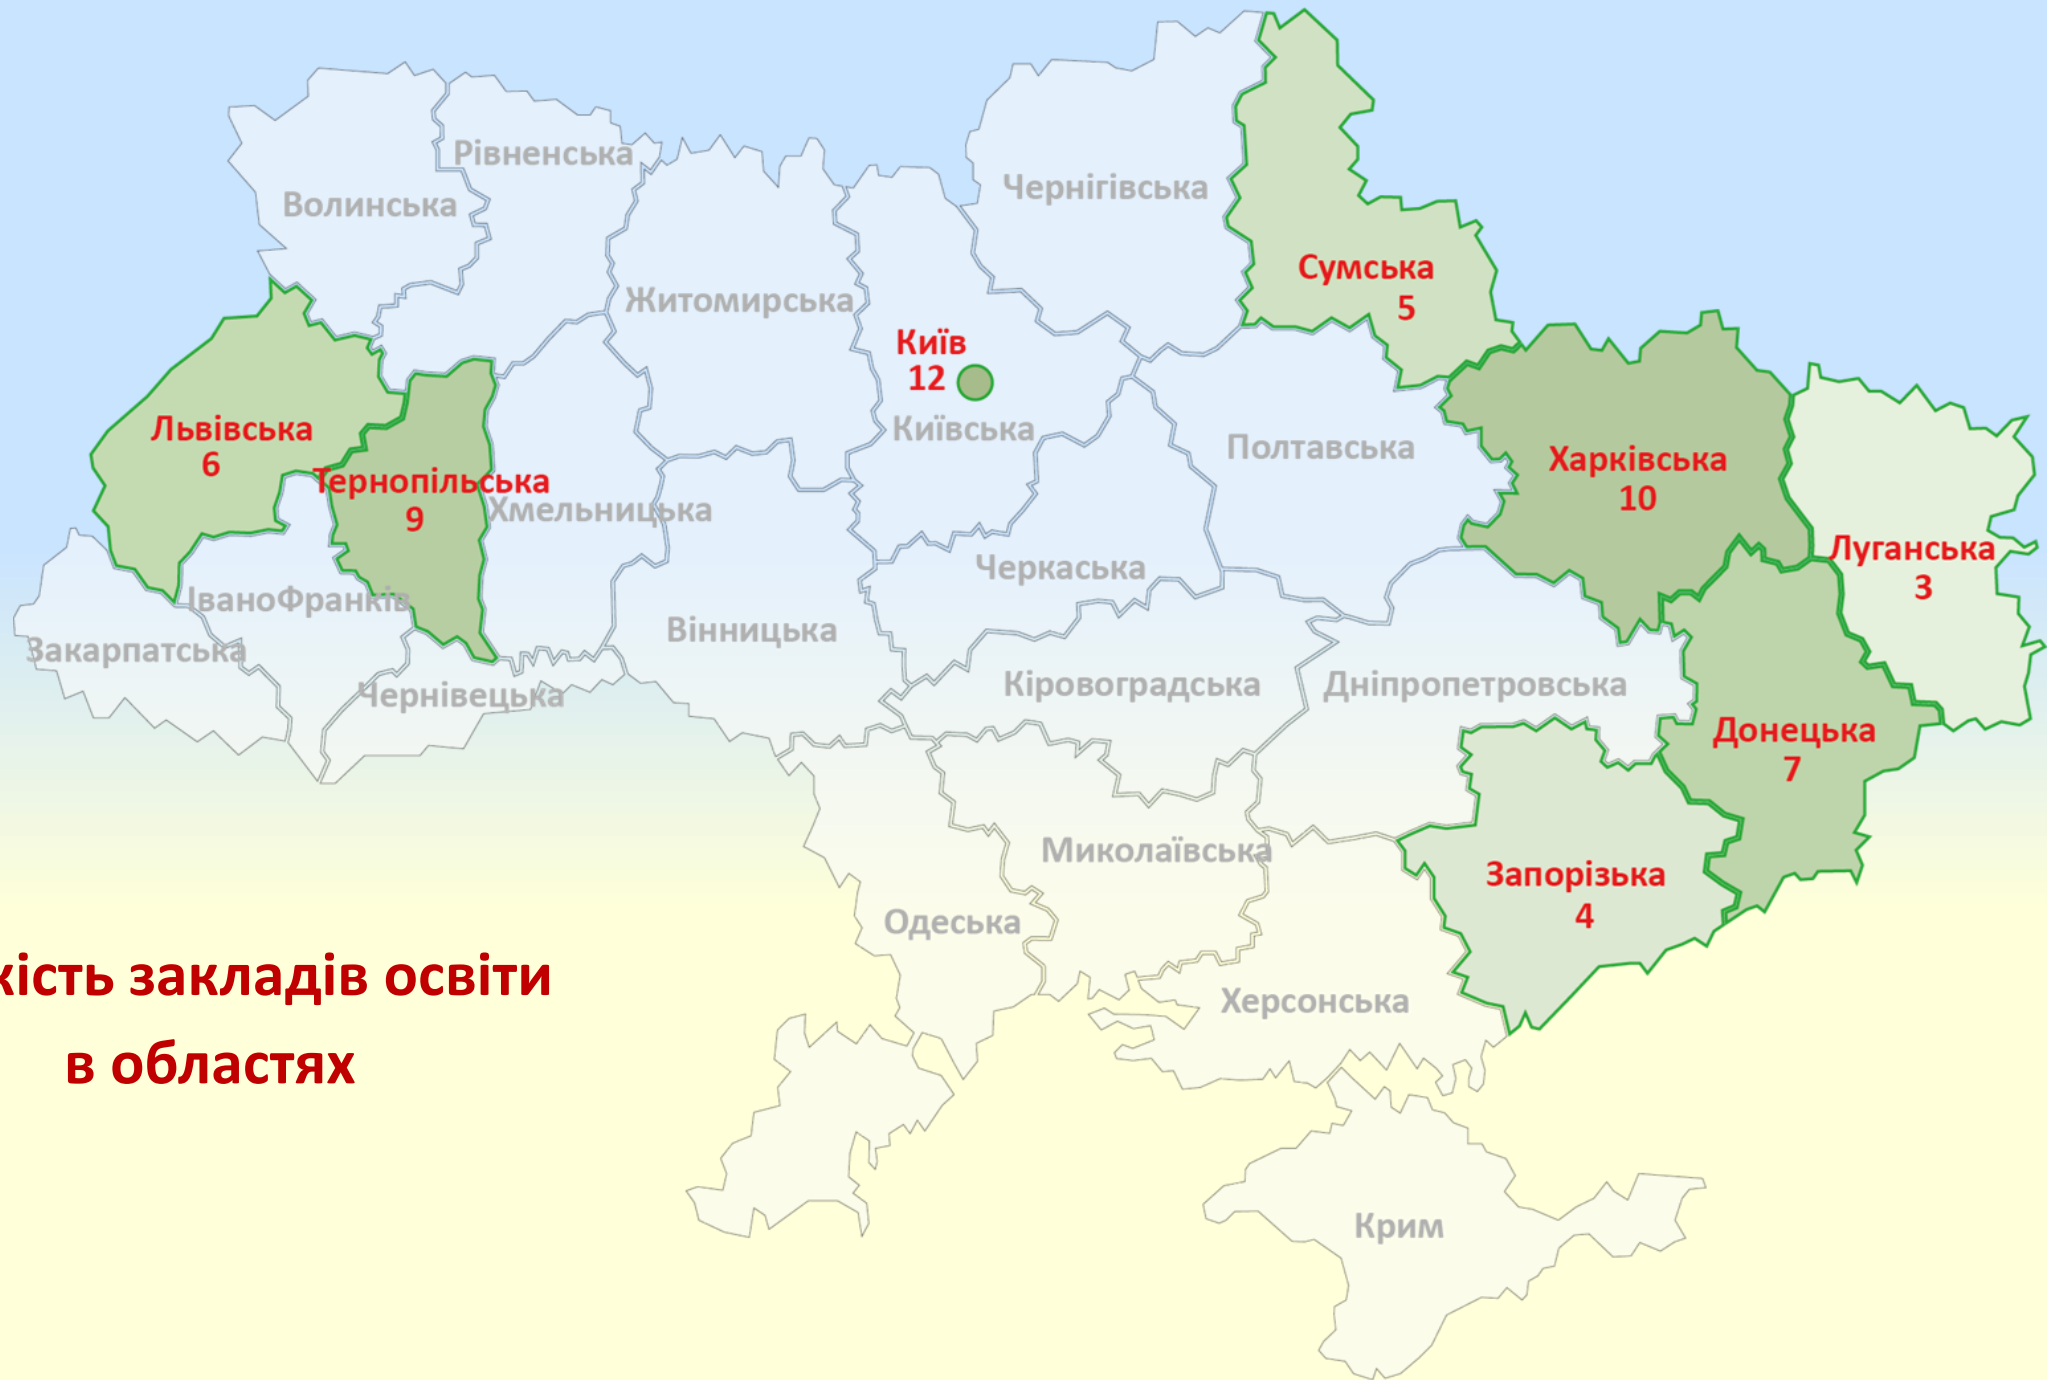 Рівненська
Волинська
Чернігівська
Сумська
5
Житомирська
Київ
12
Київська
Львівська
6
Тернопільська
9
Хмельницька
Полтавська
Харківська
10
Луганська
3
Черкаська
ІваноФранків
Закарпатська
Вінницька
Чернівецька
Кіровоградська
Дніпропетровська
Донецька
7
Миколаївська
Запорізька
4
Одеська
Херсонська
Крим
кість закладів освіти
в областях